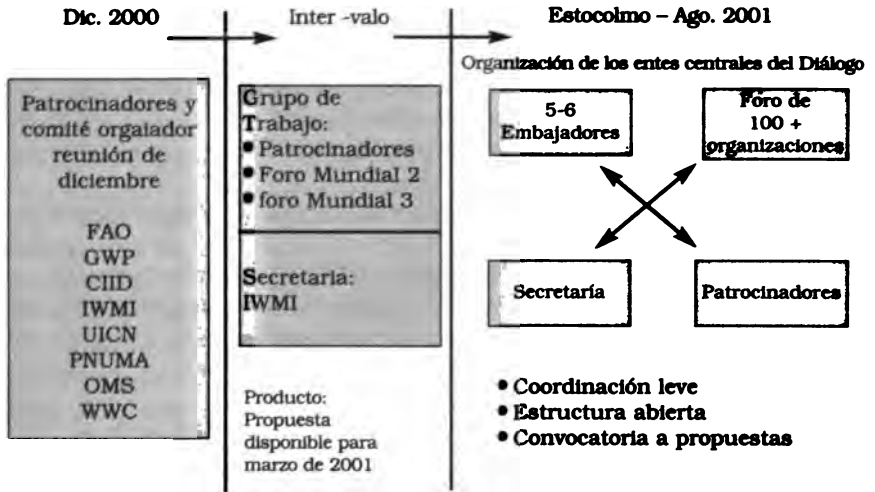 Dic. 2000
Patrocinadores y
comité orgaiador
reunión de
diciembre
FAO
GWP
CIID
IWMI
UICN
PNUMA
OMS
WWC
Inter -valo
Grupo de
Trabajo:
• Patrocinadores
• Foro Mundial 2
• foro Mundial 3
Secretaria:
IWMI
Producto:
Propuesta
disponible para
marzo de 2001
Estocolmo – Ago. 2001
Organización de los entes centrales del Diálogo
5-6
Embajadores
Foro de
100 +
organizaciones
Secretaría
Patrocinadores
• Coordinación leve
• Estructura abierta
• Convocatoria a propuestas